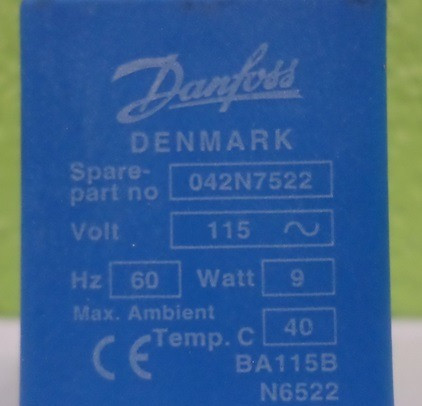 Danfoss
DENMARK
Spare-
part no 042N7522
Volt 115 ~
Hz 60 Watt 9
Max. Ambient
Temp. C 40
CE BA115B
N6522